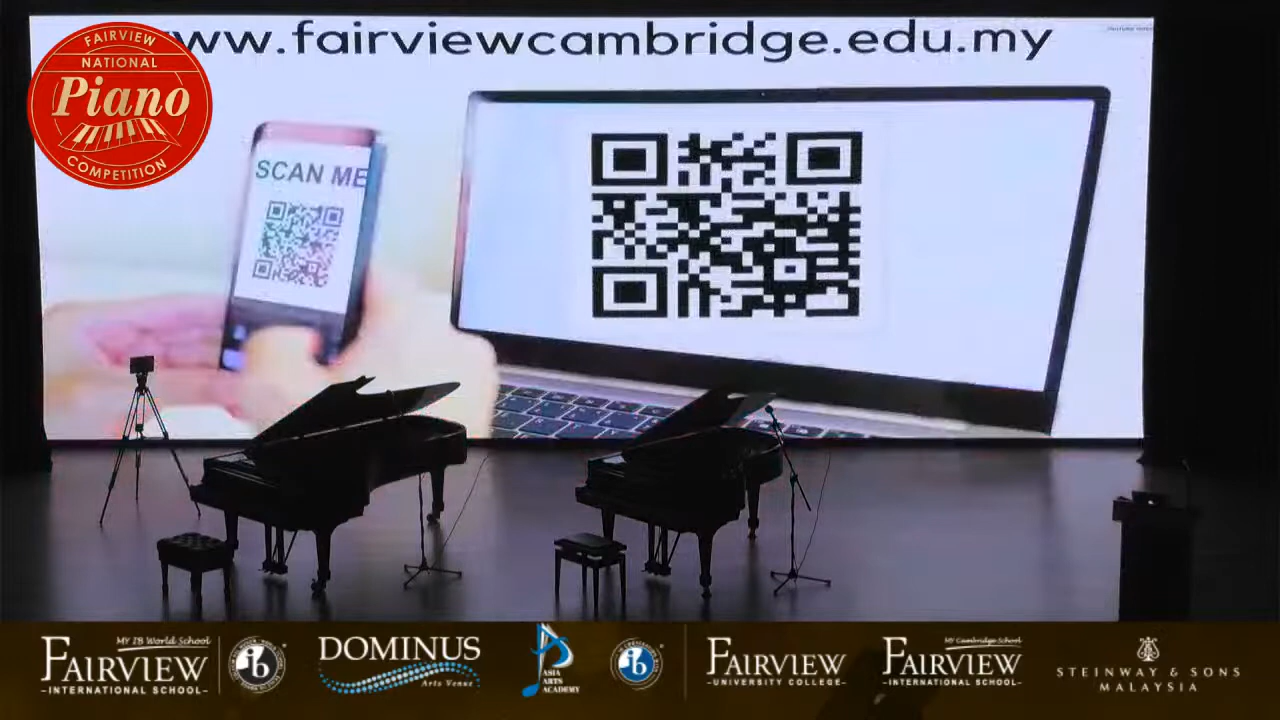 www.fairviewcambridge.edu.my
FAIRVIEW
NATIONAL
Piano
COMPETITION
SCAN ME
MY IB World School
FAIRVIEW
INTERNATIONAL SCHOOL
DOMINUS
Arts Venue
ASIA
ARTS
ACADEMY
FAIRVIEW
UNIVERSITY COLLEGE
MY Cambridge School
FAIRVIEW
INTERNATIONAL SCHOOL
STEINWAY & SONS
MALAYSIA